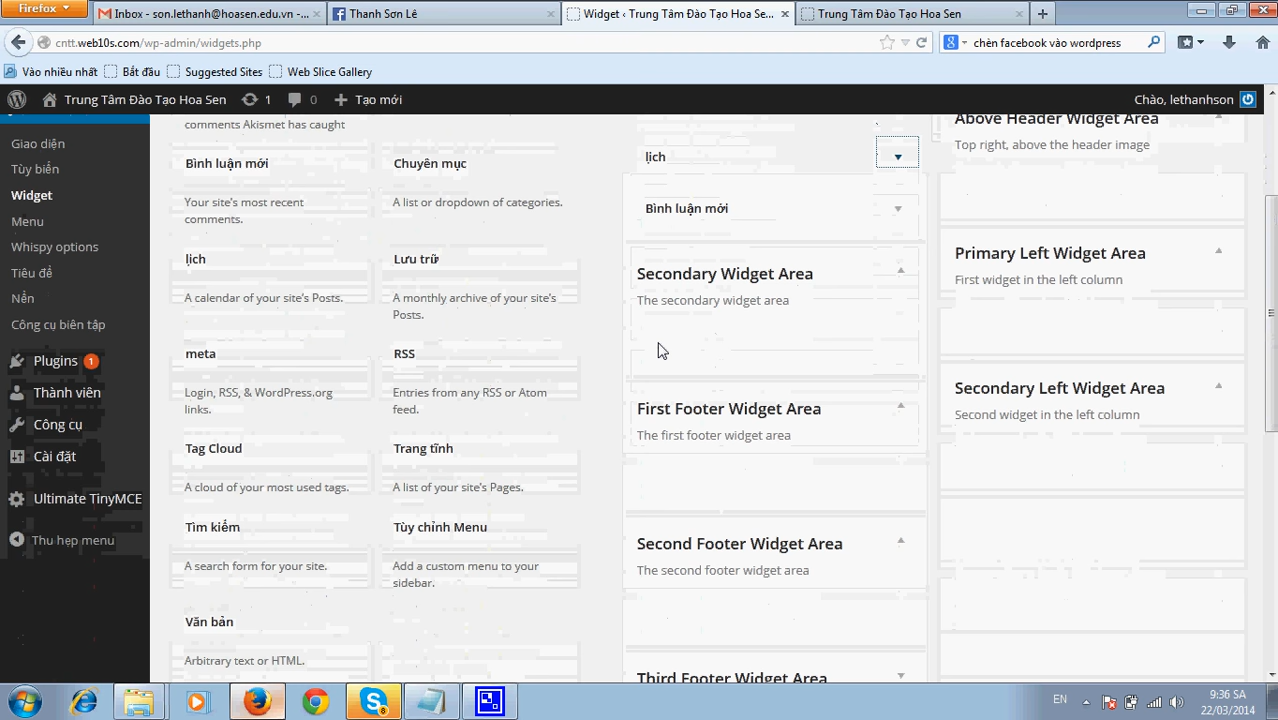 Firefox
Inbox - son.lethanh@hoasen.edu.vn -...
Thanh Sơn Lê
Widget ‹ Trung Tâm Đào Tạo Hoa Se...
Trung Tâm Đào Tạo Hoa Sen
cntt.web10s.com/wp-admin/widgets.php
chèn facebook vào wordpress
Vào nhiều nhất
Bắt đầu
Suggested Sites
Web Slice Gallery
Trung Tâm Đào Tạo Hoa Sen
1
0
Tạo mới
Chào, lethanhson
Giao diện
Tùy biến
Widget
Menu
Whispy options
Tiêu đề
Nền
Công cụ biên tập
Plugins 1
Thành viên
Công cụ
Cài đặt
Ultimate TinyMCE
Thu hẹp menu
comments Akismet has caught
Bình luận mới
Your site's most recent
comments.
Chuyên mục
A list or dropdown of categories.
lịch
A calendar of your site's Posts.
Lưu trữ
A monthly archive of your site's
Posts.
meta
Login, RSS, & WordPress.org
links.
RSS
Entries from any RSS or Atom
feed.
Tag Cloud
A cloud of your most used tags.
Trang tĩnh
A list of your site's Pages.
Tìm kiếm
A search form for your site.
Tùy chỉnh Menu
Add a custom menu to your
sidebar.
Văn bản
Arbitrary text or HTML.
lịch
Bình luận mới
Secondary Widget Area
The secondary widget area
First Footer Widget Area
The first footer widget area
Second Footer Widget Area
The second footer widget area
Third Footer Widget Area
Above Header Widget Area
Top right, above the header image
Primary Left Widget Area
First widget in the left column
Secondary Left Widget Area
Second widget in the left column
EN
9:36 SA
22/03/2014